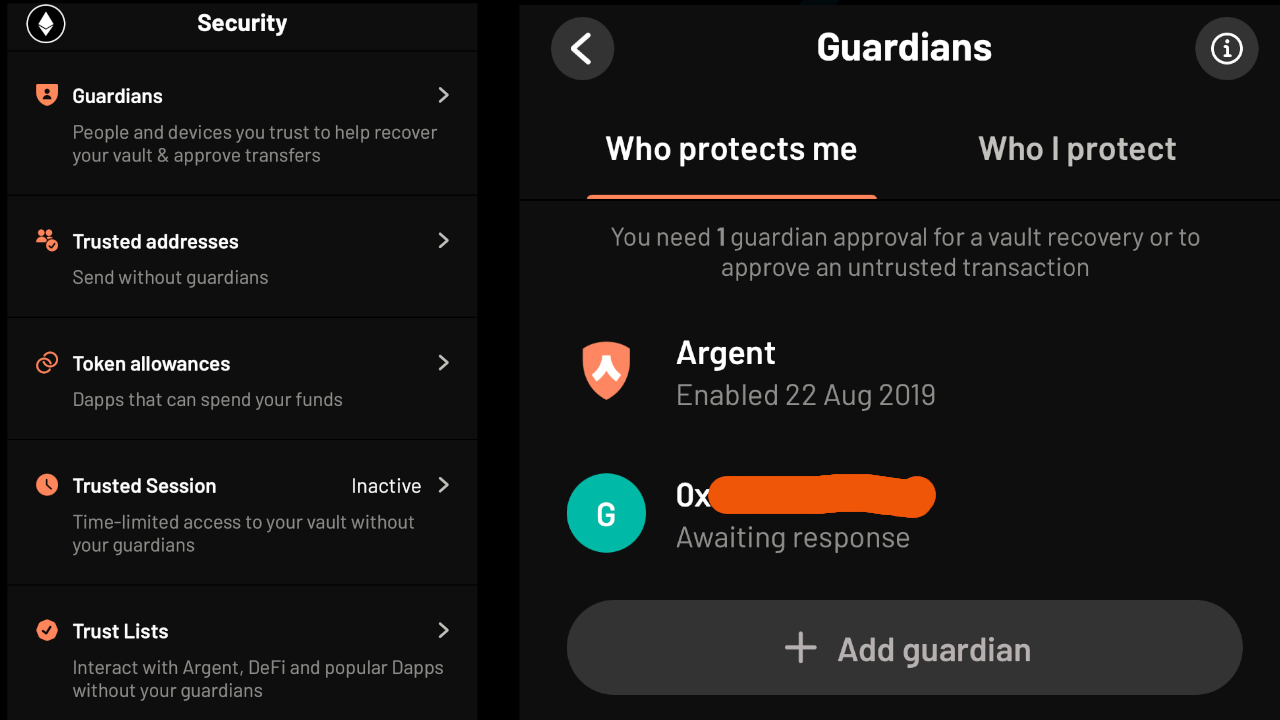 Security
Guardians
People and devices you trust to help recover
your vault & approve transfers
Trusted addresses
Send without guardians
Token allowances
Dapps that can spend your funds
Trusted Session
Inactive
Time-limited access to your vault without
your guardians
Trust Lists
Interact with Argent, DeFi and popular Dapps
without your guardians
Guardians
Who protects me
Who I protect
You need 1 guardian approval for a vault recovery or to
approve an untrusted transaction
Argent
Enabled 22 Aug 2019
G
0x
Awaiting response
+ Add guardian